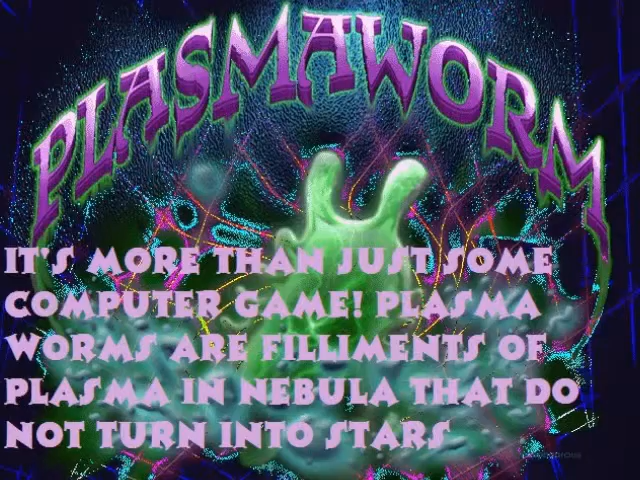 PLASMAWORM
IT'S MORE THAN JUST SOME
COMPUTER GAME! PLASMA
WORMS ARE FILLIMENTS OF
PLASMA IN NEBULA THAT DO
NOT TURN INTO STARS